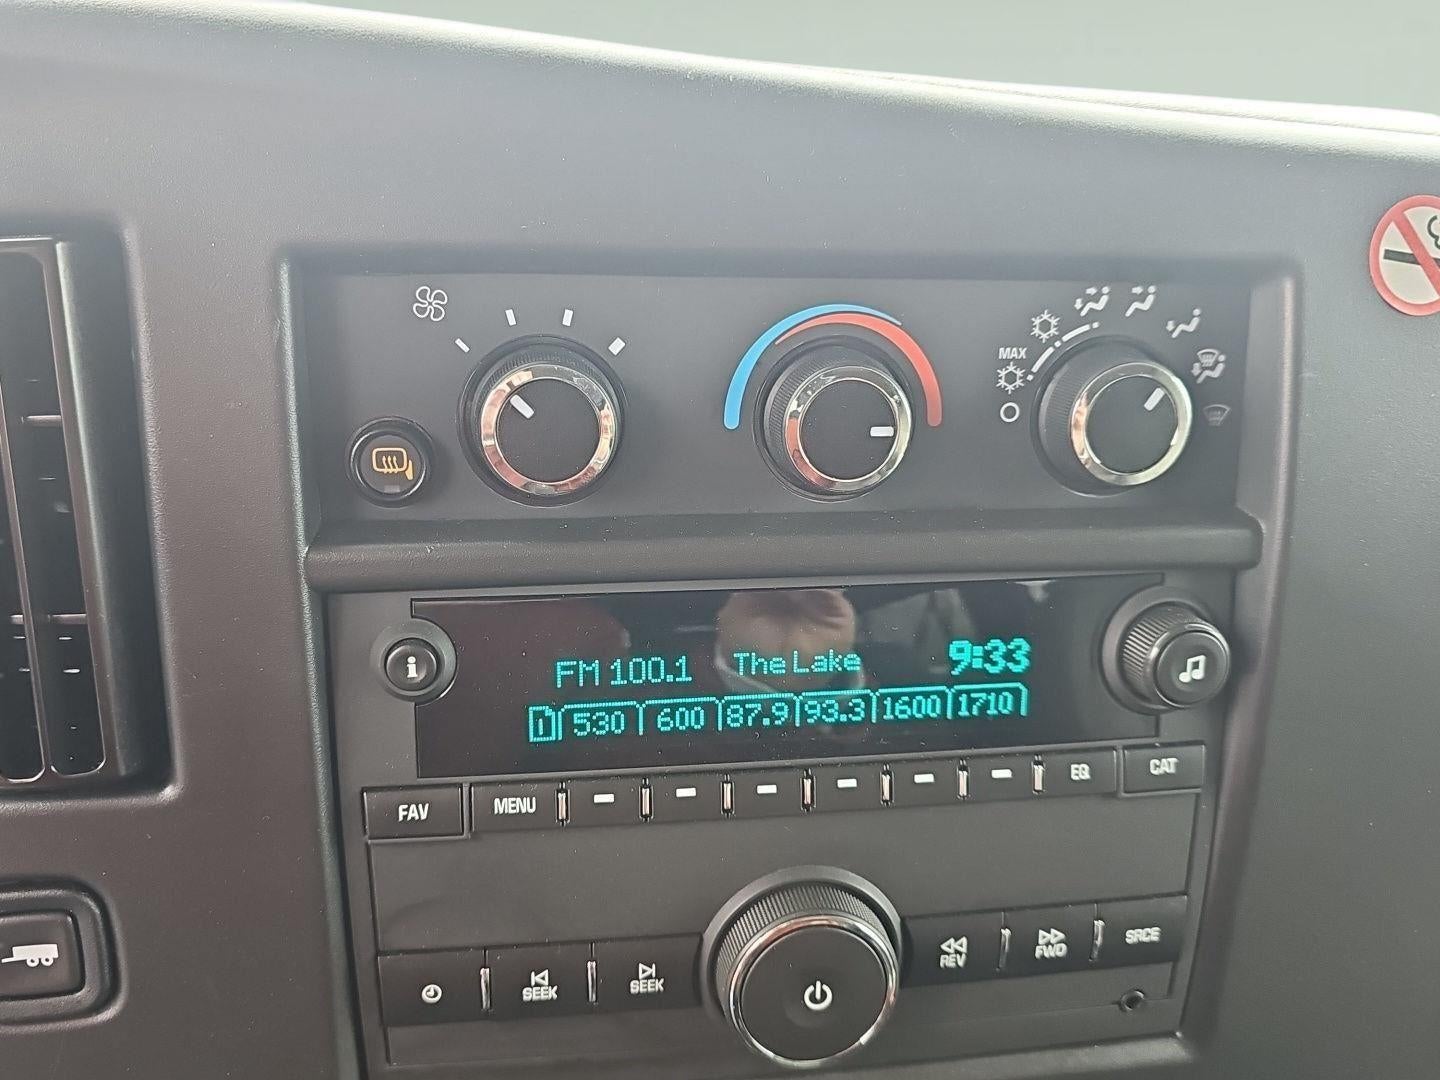 MAX
i
FM 100.1 The Lake 9:33
1 530 600 87.9 93.3 1600 1710
FAV MENU EQ CAT
SEEK SEEK REV FWD SRCE